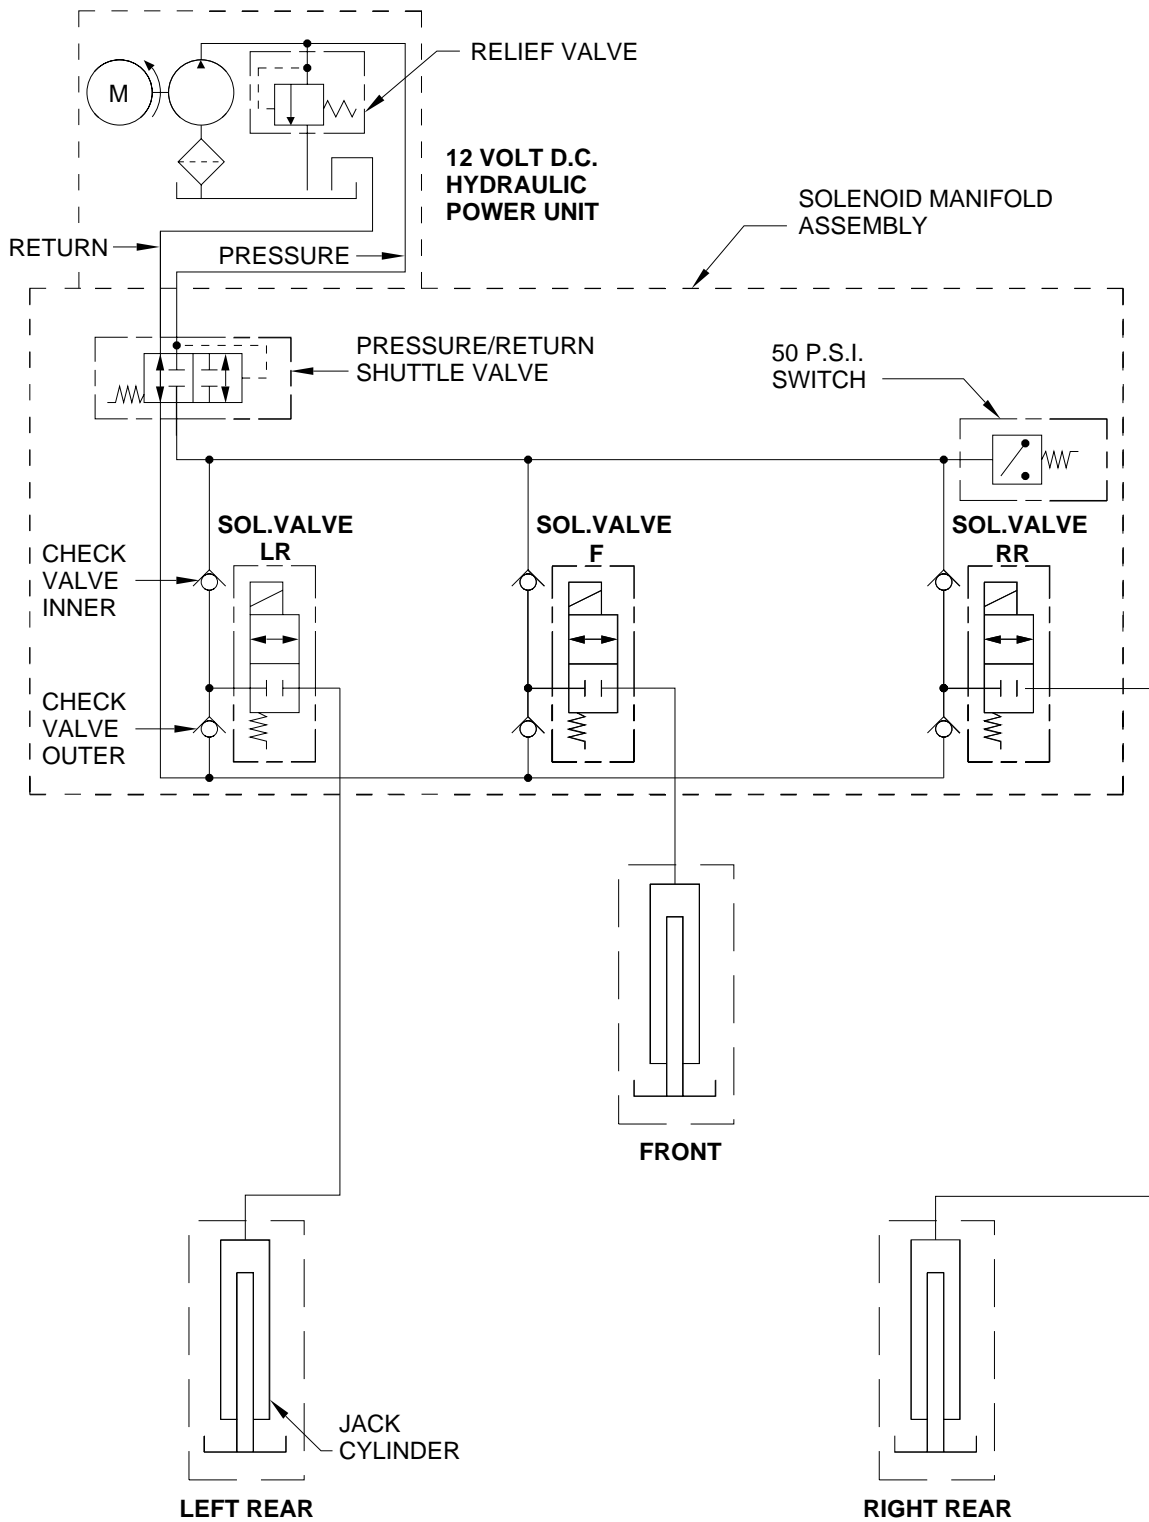 RELIEF VALVE
M
12 VOLT D.C.
HYDRAULIC
POWER UNIT
SOLENOID MANIFOLD
ASSEMBLY
RETURN
PRESSURE
PRESSURE/RETURN
SHUTTLE VALVE
50 P.S.I.
SWITCH
SOL.VALVE
LR
SOL.VALVE
F
SOL.VALVE
RR
CHECK
VALVE
INNER
CHECK
VALVE
OUTER
FRONT
JACK
CYLINDER
LEFT REAR
RIGHT REAR